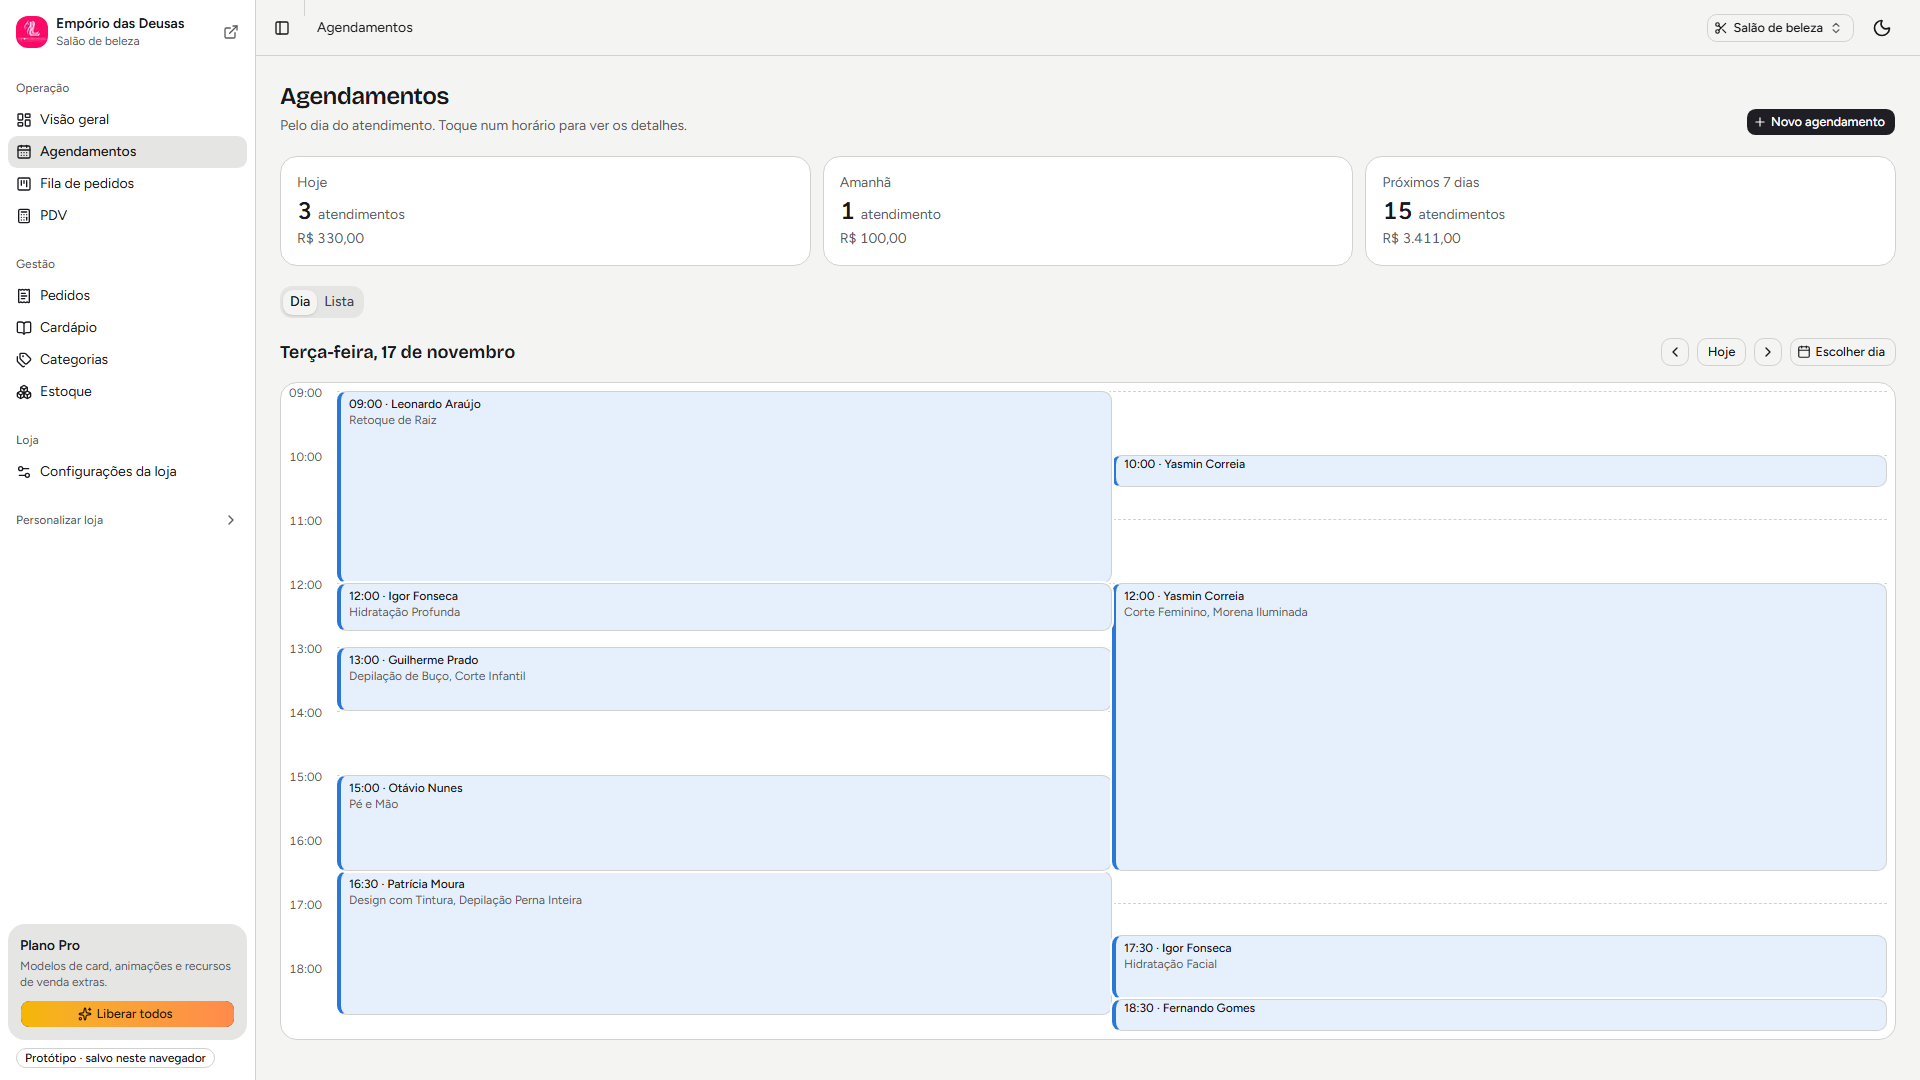 Empório das Deusas
Salão de beleza
Operação
Visão geral
Agendamentos
Fila de pedidos
PDV
Gestão
Pedidos
Cardápio
Categorias
Estoque
Loja
Configurações da loja
Personalizar loja
Plano Pro
Modelos de card, animações e recursos
de venda extras.
Liberar todos
Protótipo · salvo neste navegador
Agendamentos
Salão de beleza
Agendamentos
Pelo dia do atendimento. Toque num horário para ver os detalhes.
Novo agendamento
Hoje
3 atendimentos
R$ 330,00
Amanhã
1 atendimento
R$ 100,00
Próximos 7 dias
15 atendimentos
R$ 3.411,00
Dia Lista
Terça-feira, 17 de novembro
Hoje
Escolher dia
09:00
09:00 · Leonardo Araújo
Retoque de Raiz
10:00
10:00 · Yasmin Correia
11:00
12:00
12:00 · Igor Fonseca
Hidratação Profunda
12:00 · Yasmin Correia
Corte Feminino, Morena Iluminada
13:00
13:00 · Guilherme Prado
Depilação de Buço, Corte Infantil
14:00
15:00
15:00 · Otávio Nunes
Pé e Mão
16:00
16:30 · Patrícia Moura
Design com Tintura, Depilação Perna Inteira
17:00
17:30 · Igor Fonseca
Hidratação Facial
18:00
18:30 · Fernando Gomes